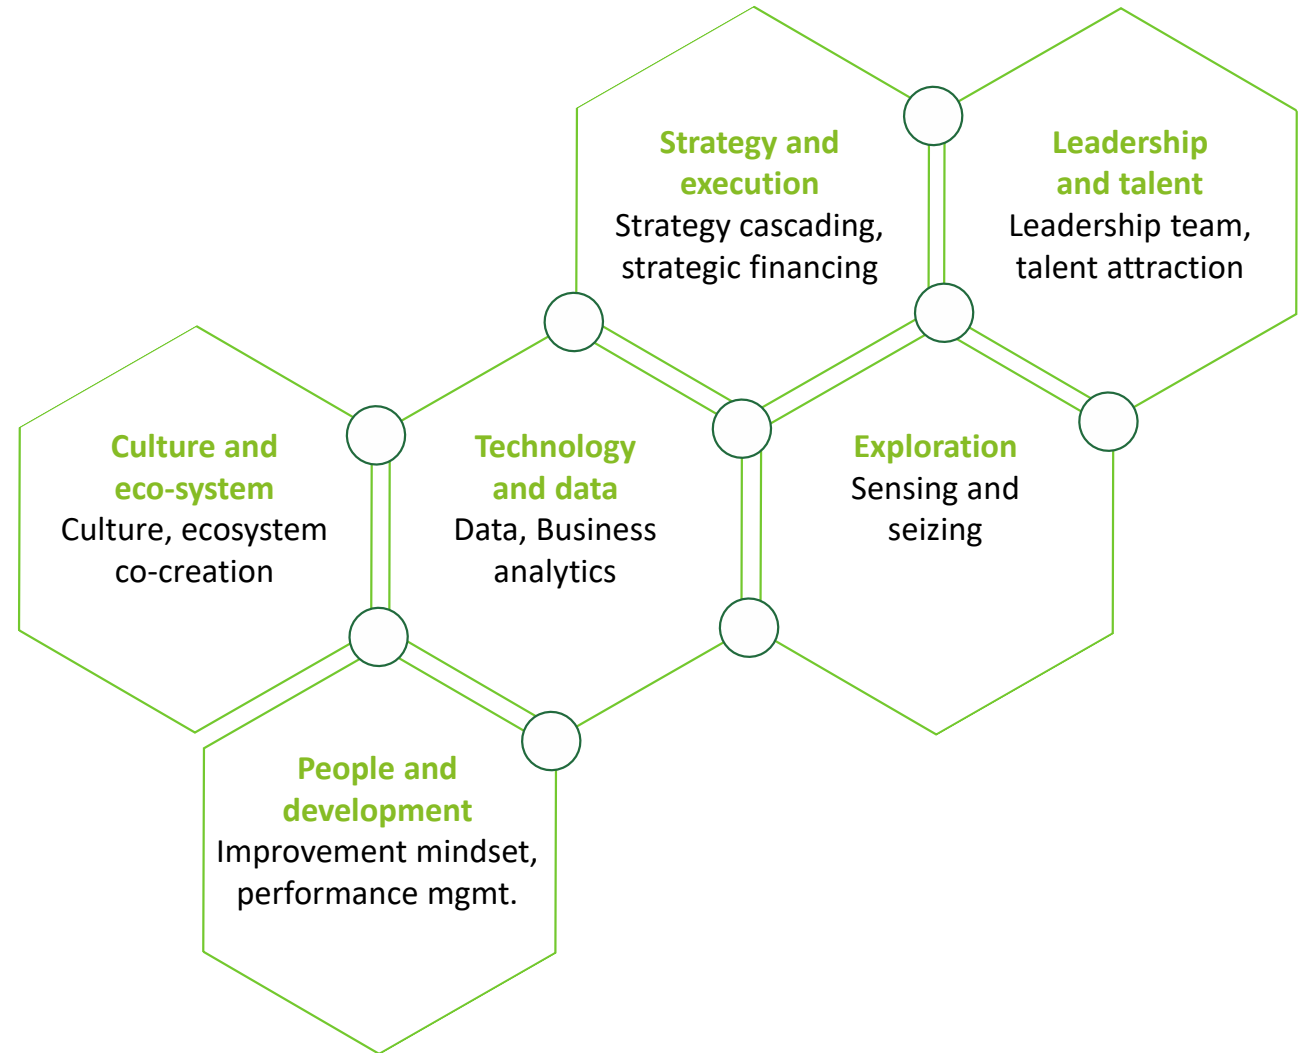 Strategy and
execution
Strategy cascading,
strategic financing
Leadership
and talent
Leadership team,
talent attraction
Culture and
eco-system
Culture, ecosystem
co-creation
Technology
and data
Data, Business
analytics
Exploration
Sensing and
seizing
People and
development
Improvement mindset,
performance mgmt.